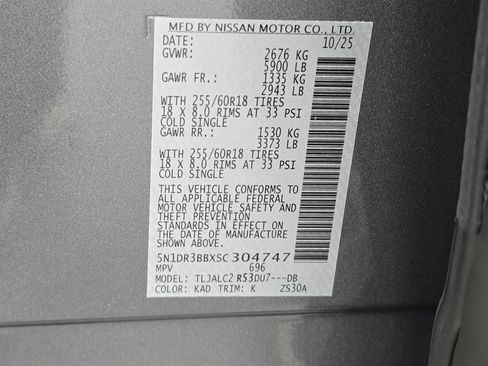 MFD BY NISSAN MOTOR CO., LTD.
DATE: 10/25
GVWR: 2676 KG
5900 LB
GAWR FR.: 1335 KG
2943 LB
WITH 255/60R18 TIRES
18 X 8.0 RIMS AT 33 PSI
COLD SINGLE
GAWR RR.: 1530 KG
3373 LB
WITH 255/60R18 TIRES
18 X 8.0 RIMS AT 33 PSI
COLD SINGLE
THIS VEHICLE CONFORMS TO
ALL APPLICABLE FEDERAL
MOTOR VEHICLE SAFETY AND
THEFT PREVENTION
STANDARDS IN EFFECT ON
THE DATE OF MANUFACTURE
SHOWN ABOVE.
5N1DR3BBXSC304747
MPV 696
MODEL: TLJALC2 R53DU7---DB
COLOR: KAD TRIM: K ZS30A